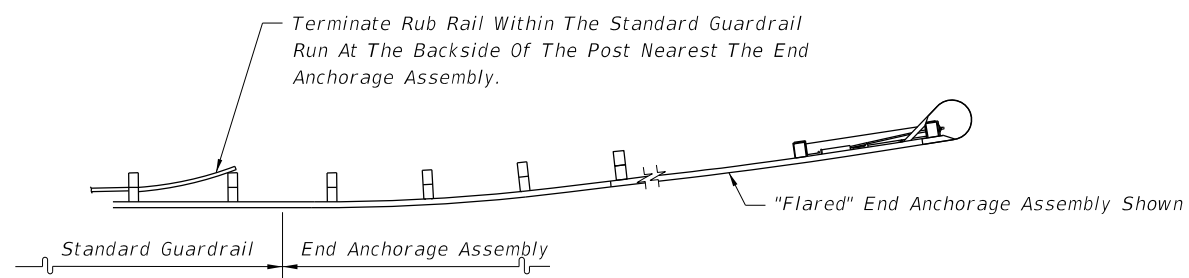 Terminate Rub Rail Within The Standard Guardrail
Run At The Backside Of The Post Nearest The End
Anchorage Assembly.
"Flared" End Anchorage Assembly Shown
Standard Guardrail
End Anchorage Assembly